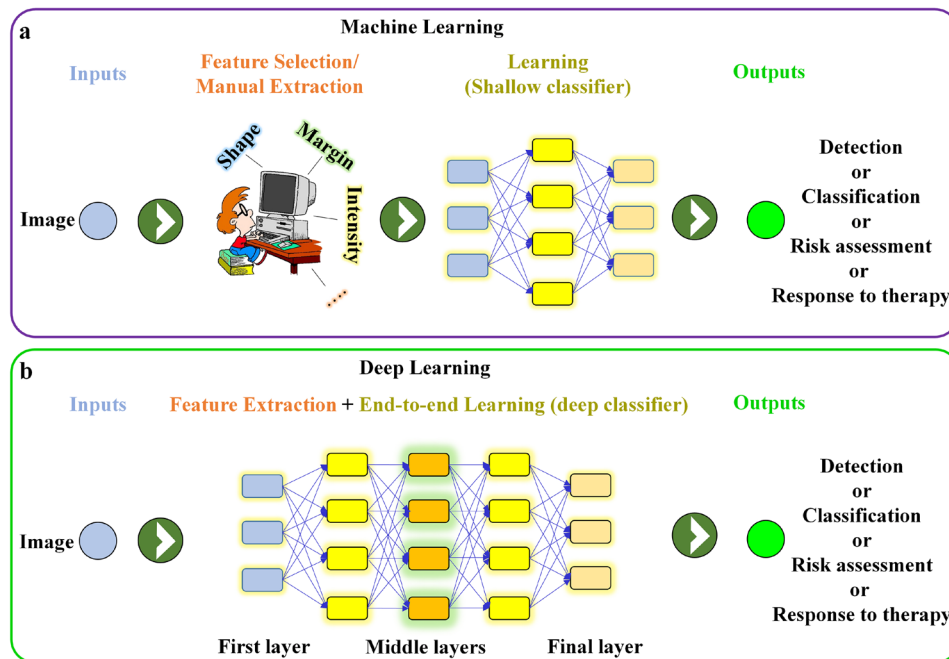 a
Machine Learning
Inputs
Feature Selection/
Manual Extraction
Learning
(Shallow classifier)
Outputs
Shape
Margin
Intensity
....
Image
Detection
or
Classification
or
Risk assessment
or
Response to therapy
b
Deep Learning
Inputs
Feature Extraction + End-to-end Learning (deep classifier)
Outputs
Image
Detection
or
Classification
or
Risk assessment
or
Response to therapy
First layer
Middle layers
Final layer